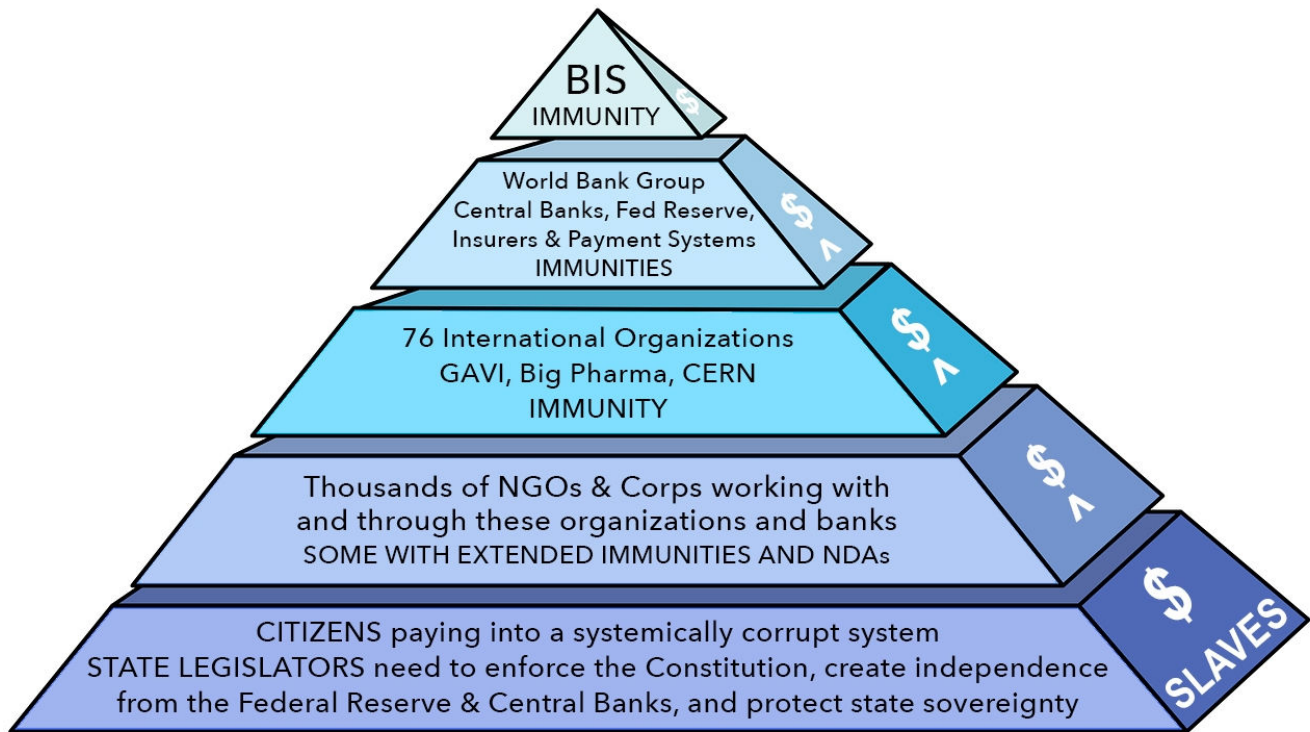 BIS
IMMUNITY
$
World Bank Group
Central Banks, Fed Reserve,
Insurers & Payment Systems
IMMUNITIES
$
^
76 International Organizations
GAVI, Big Pharma, CERN
IMMUNITY
$
^
Thousands of NGOs & Corps working with
and through these organizations and banks
SOME WITH EXTENDED IMMUNITIES AND NDAs
$
^
CITIZENS paying into a systemically corrupt system
STATE LEGISLATORS need to enforce the Constitution, create independence
from the Federal Reserve & Central Banks, and protect state sovereignty
$
SLAVES